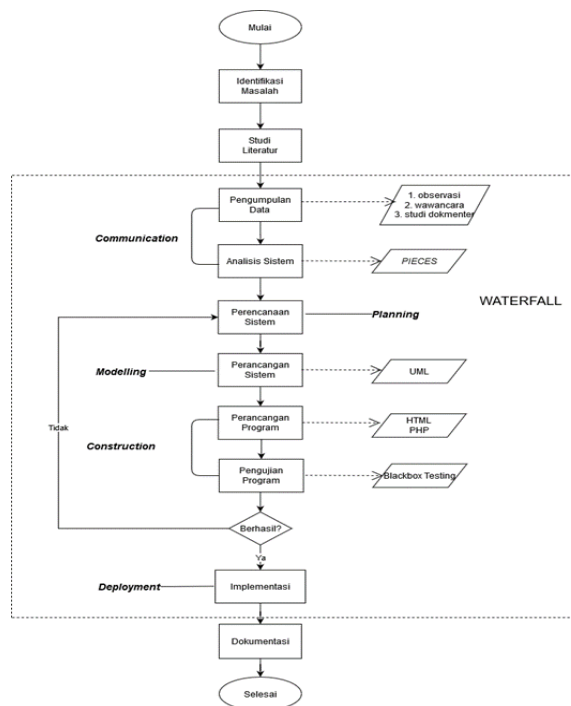 Mulai
Identifikasi
Masalah
Studi
Literatur
Pengumpulan
Data
1. observasi
2. wawancara
3. studi dokmenter
Communication
Analisis Sistem
PIECES
WATERFALL
Perencanaan
Sistem
Planning
Modelling
Perancangan
Sistem
UML
Tidak
Perancangan
Program
HTML
PHP
Construction
Pengujian
Program
Blackbox Testing
Berhasil?
Ya
Deployment
Implementasi
Dokumentasi
Selesai